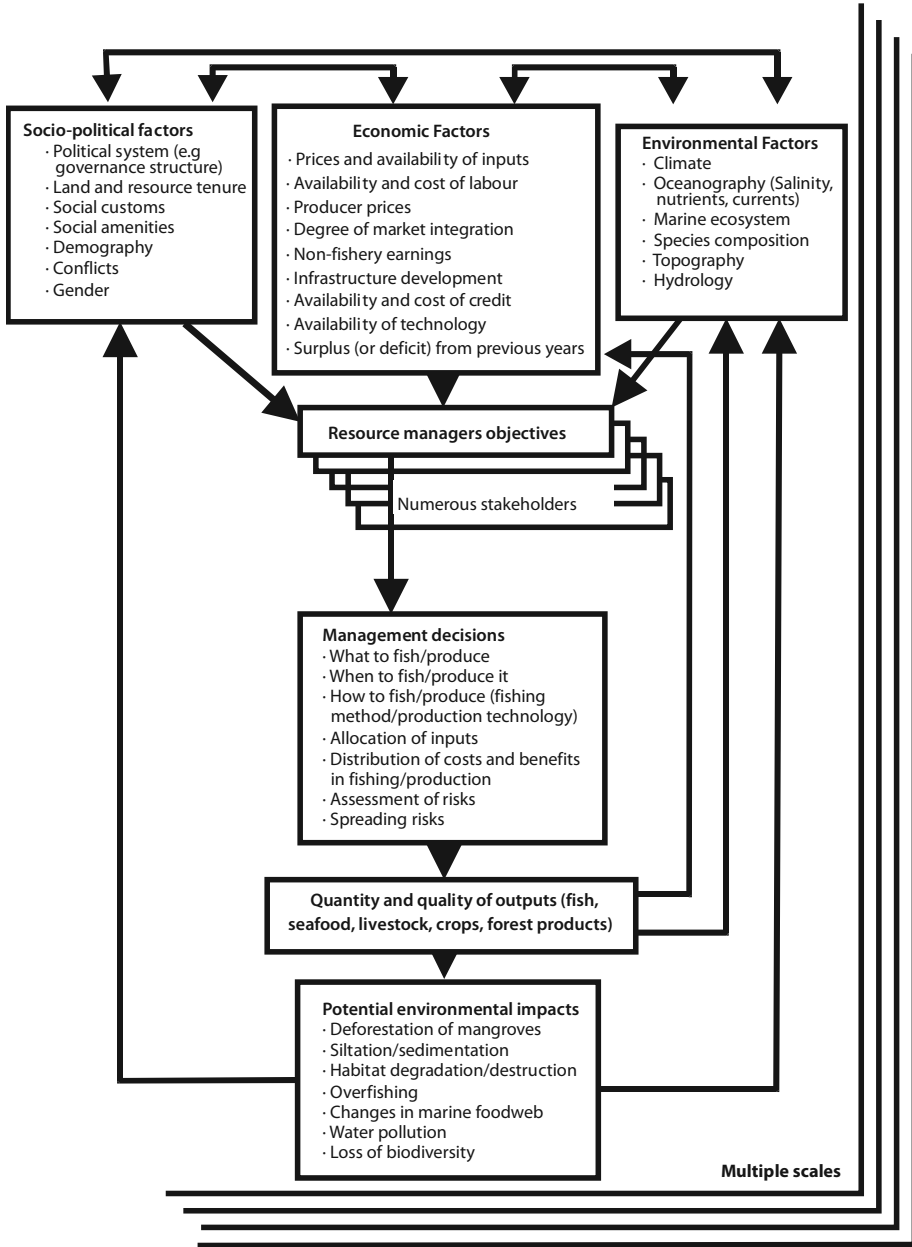 Socio-political factors
· Political system (e.g
governance structure)
· Land and resource tenure
· Social customs
· Social amenities
· Demography
· Conflicts
· Gender
Economic Factors
· Prices and availability of inputs
· Availability and cost of labour
· Producer prices
· Degree of market integration
· Non-fishery earnings
· Infrastructure development
· Availability and cost of credit
· Availability of technology
· Surplus (or deficit) from previous years
Environmental Factors
· Climate
· Oceanography (Salinity,
nutrients, currents)
· Marine ecosystem
· Species composition
· Topography
· Hydrology
Resource managers objectives
Numerous stakeholders
Management decisions
· What to fish/produce
· When to fish/produce it
· How to fish/produce (fishing
method/production technology)
· Allocation of inputs
· Distribution of costs and benefits
in fishing/production
· Assessment of risks
· Spreading risks
Quantity and quality of outputs (fish,
seafood, livestock, crops, forest products)
Potential environmental impacts
· Deforestation of mangroves
· Siltation/sedimentation
· Habitat degradation/destruction
· Overfishing
· Changes in marine foodweb
· Water pollution
· Loss of biodiversity
Multiple scales